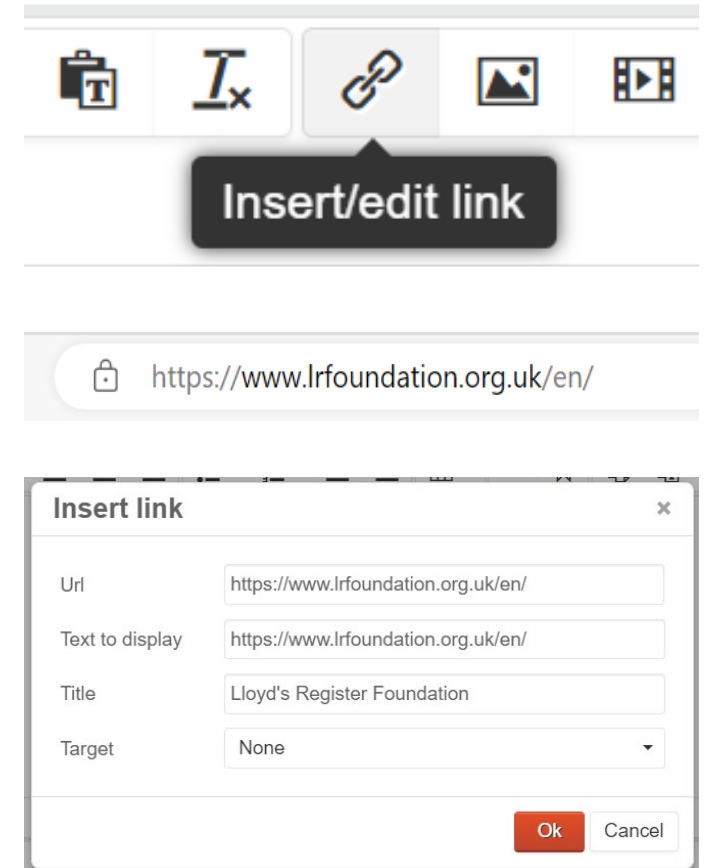 T
Insert/edit link
https://www.lrfoundation.org.uk/en/
Insert link ×
Url https://www.lrfoundation.org.uk/en/
Text to display https://www.lrfoundation.org.uk/en/
Title Lloyd's Register Foundation
Target None
Ok Cancel